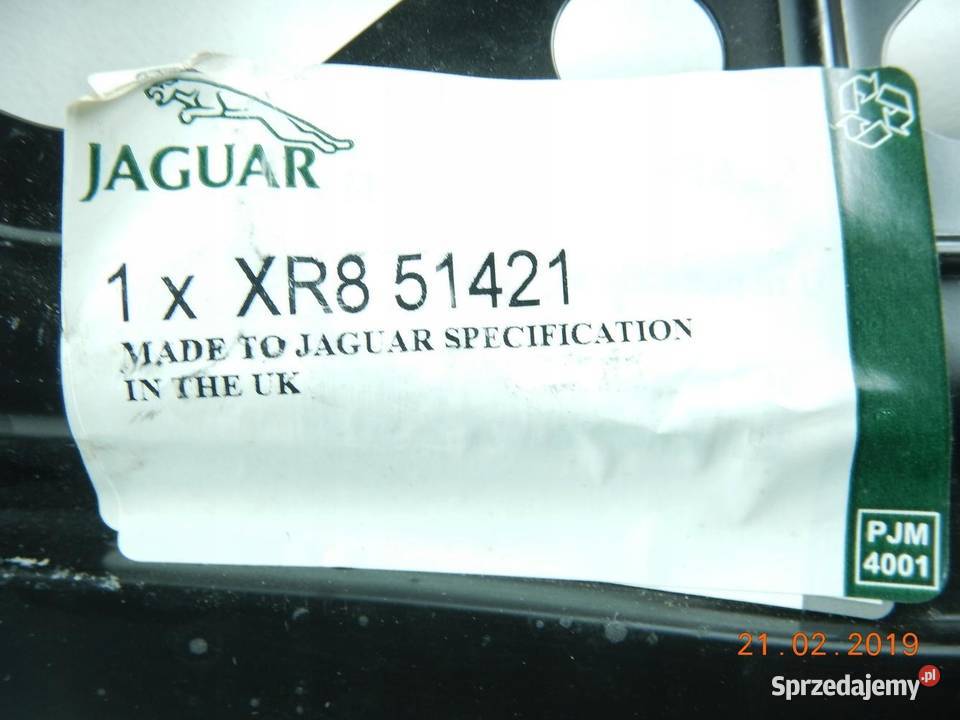 JAGUAR
1 x XR8 51421
MADE TO JAGUAR SPECIFICATION
IN THE UK
PJM
4001
21.02.2019
Sprzedajemy.pl